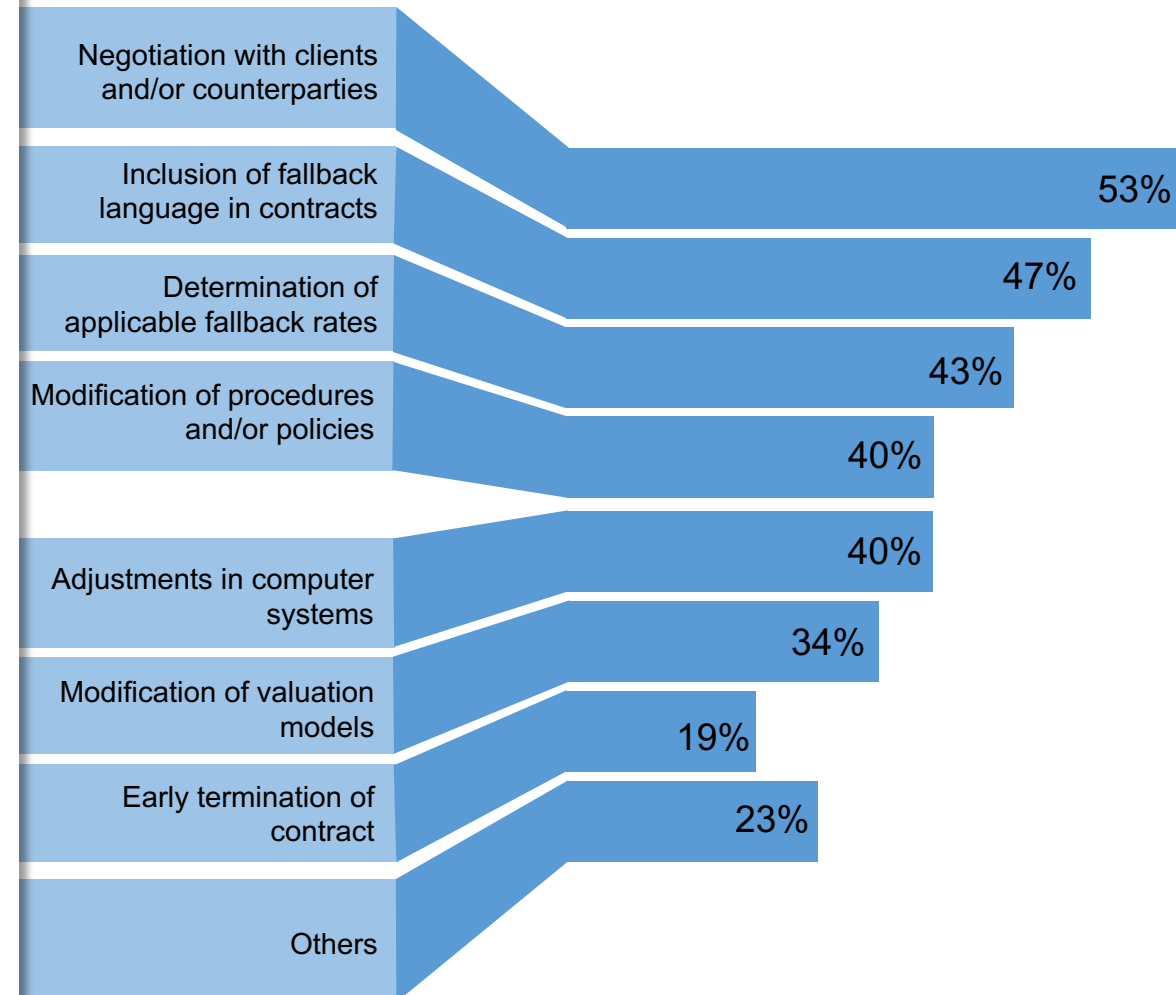 Negotiation with clients
and/or counterparties
53%
Inclusion of fallback
language in contracts
47%
Determination of
applicable fallback rates
43%
Modification of procedures
and/or policies
40%
Adjustments in computer
systems
40%
Modification of valuation
models
34%
Early termination of
contract
19%
Others
23%